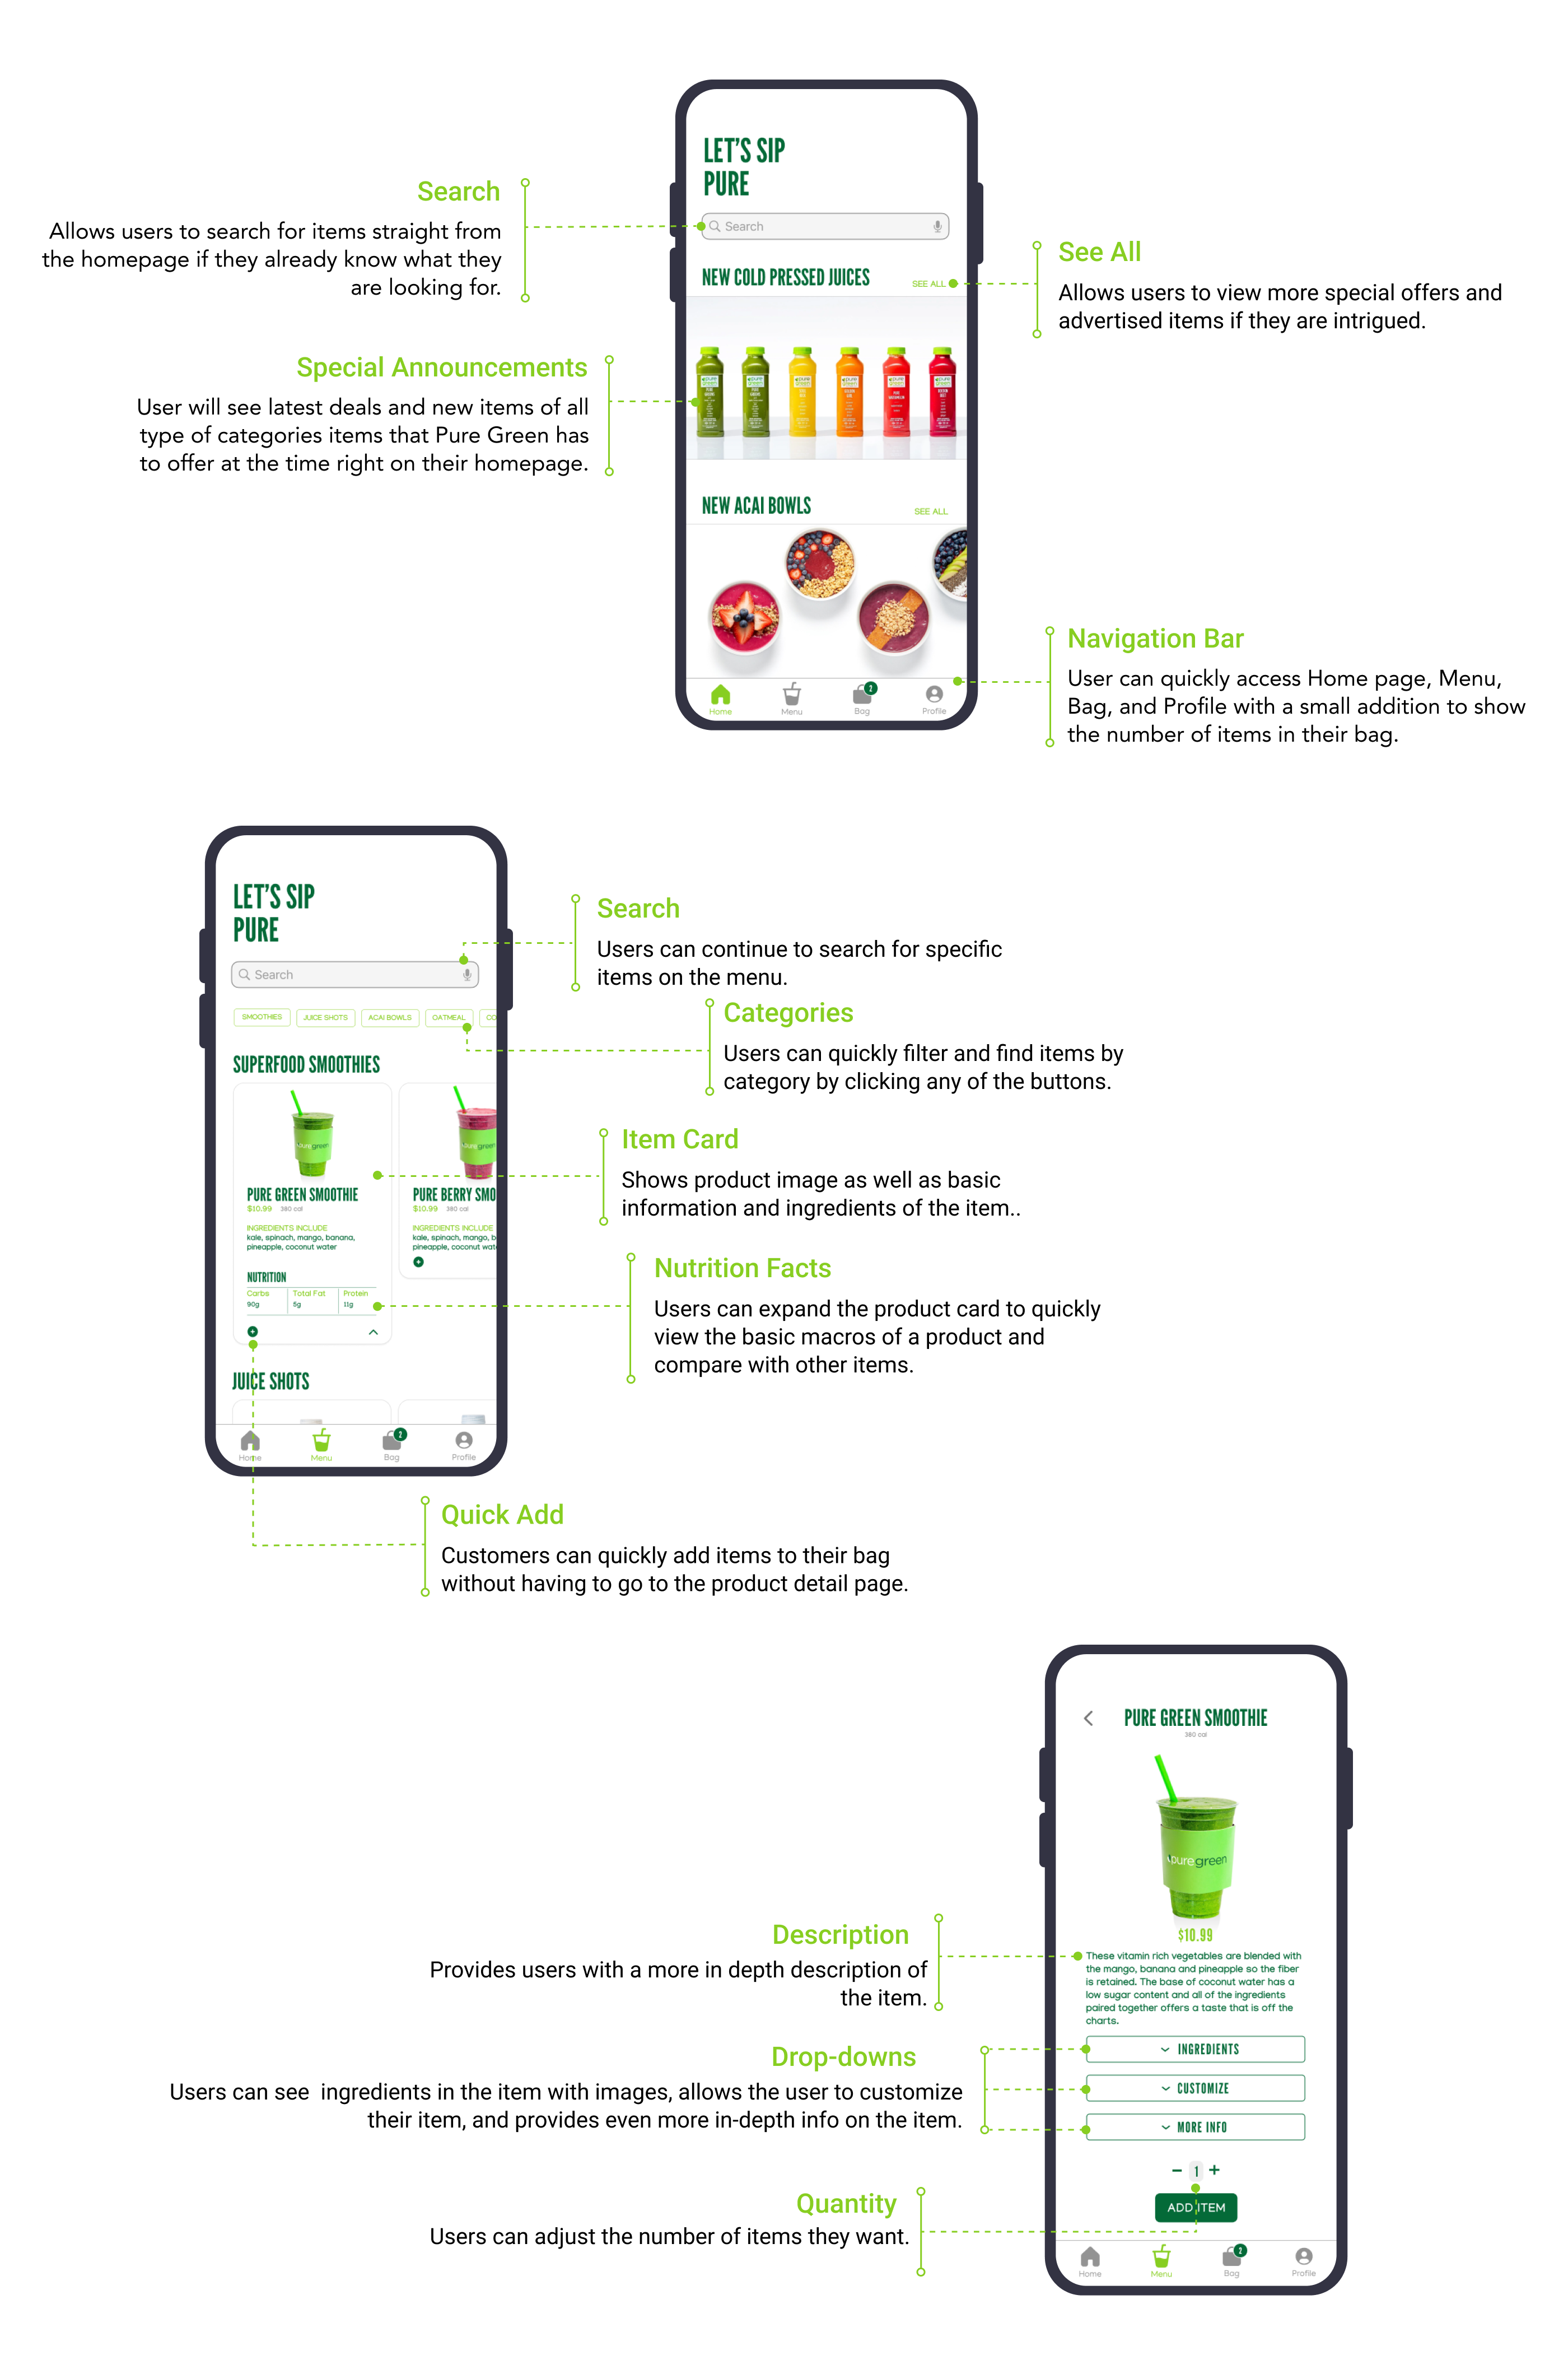 LET'S SIP
PURE
Search
Allows users to search for items straight from
the homepage if they already know what they
are looking for.
Search
See All
Allows users to view more special offers and
advertised items if they are intrigued.
NEW COLD PRESSED JUICES
SEE ALL
Special Announcements
User will see latest deals and new items of all
type of categories items that Pure Green has
to offer at the time right on their homepage.
NEW ACAI BOWLS
SEE ALL
Navigation Bar
User can quickly access Home page, Menu,
Bag, and Profile with a small addition to show
the number of items in their bag.
2
Home
Menu
Bag
Profile
LET'S SIP
PURE
Search
Search
Users can continue to search for specific
items on the menu.
SMOOTHIES
JUICE SHOTS
ACAI BOWLS
OATMEAL
CO
Categories
Users can quickly filter and find items by
category by clicking any of the buttons.
SUPERFOOD SMOOTHIES
puregreen
puregreen
Item Card
Shows product image as well as basic
information and ingredients of the item..
PURE GREEN SMOOTHIE
$10.99 380 cal
INGREDIENTS INCLUDE
kale, spinach, mango, banana,
pineapple, coconut water
PURE BERRY SMO
$10.99 380 cal
INGREDIENTS INCLUDE
kale, spinach, mango, b
pineapple, coconut wat
NUTRITION
Carbs Total Fat Protein
90g 5g 11g
Nutrition Facts
Users can expand the product card to quickly
view the basic macros of a product and
compare with other items.
JUICE SHOTS
2
Home
Menu
Bag
Profile
Quick Add
Customers can quickly add items to their bag
without having to go to the product detail page.
PURE GREEN SMOOTHIE
380 cal
puregreen
$10.99
Description
Provides users with a more in depth description of
the item.
These vitamin rich vegetables are blended with
the mango, banana and pineapple so the fiber
is retained. The base of coconut water has a
low sugar content and all of the ingredients
paired together offers a taste that is off the
charts.
Drop-downs
Users can see  ingredients in the item with images, allows the user to customize
their item, and provides even more in-depth info on the item.
INGREDIENTS
CUSTOMIZE
MORE INFO
Quantity
Users can adjust the number of items they want.
− 1 +
ADD ITEM
2
Home
Menu
Bag
Profile